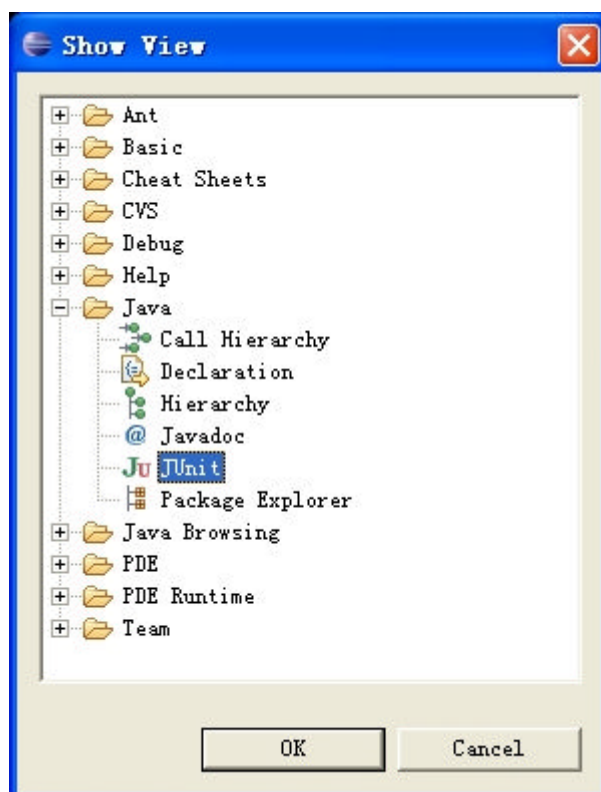 Show View
Ant
Basic
Cheat Sheets
CVS
Debug
Help
Java
Call Hierarchy
Declaration
Hierarchy
@ Javadoc
Ju JUnit
Package Explorer
Java Browsing
PDE
PDE Runtime
Team
OK Cancel